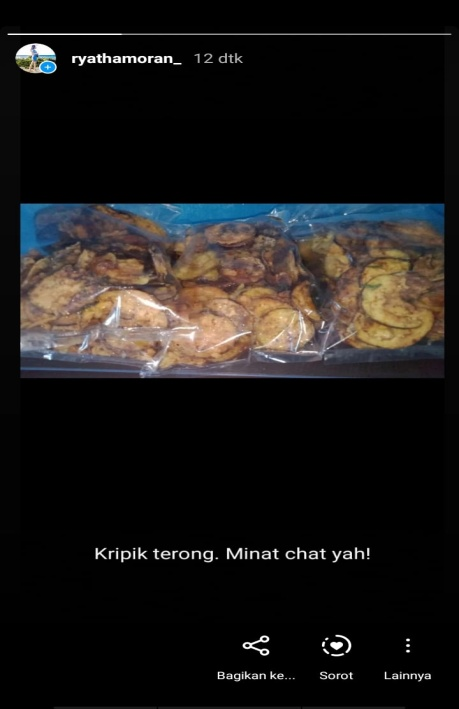 ryathamoran_ 12 dtk
Kripik terong. Minat chat yah!
Bagikan ke... Sorot Lainnya